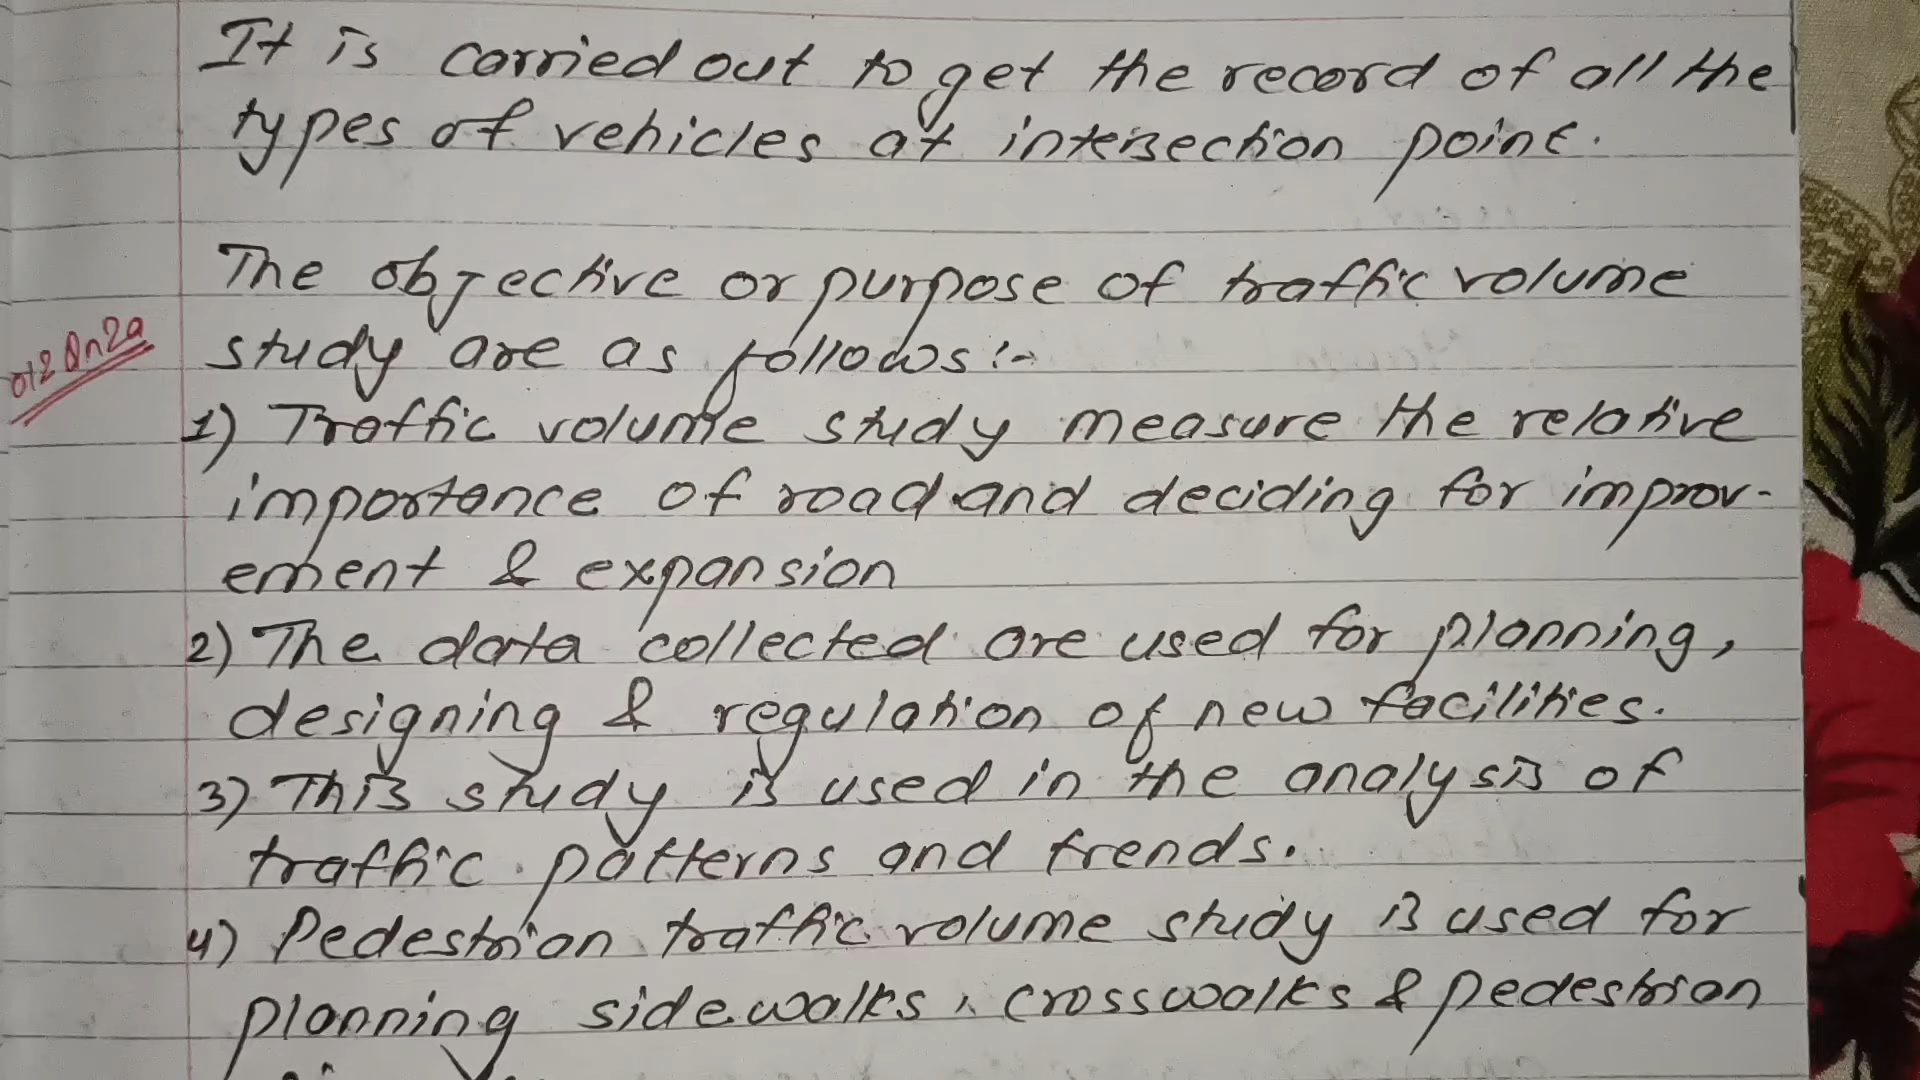 It is carried out to get the record of all the
types of vehicles at intersection point.
The objective or purpose of traffic volume
study are as follows :-
1) Traffic volume study measure the relative
importance of road and deciding for improv-
ement & expansion
2) The data collected are used for planning,
designing & regulation of new facilities.
3) This study is used in the analysis of
traffic patterns and trends.
4) Pedestrian traffic volume study is used for
planning sidewalks, crosswalks & pedestrian
Qn2a